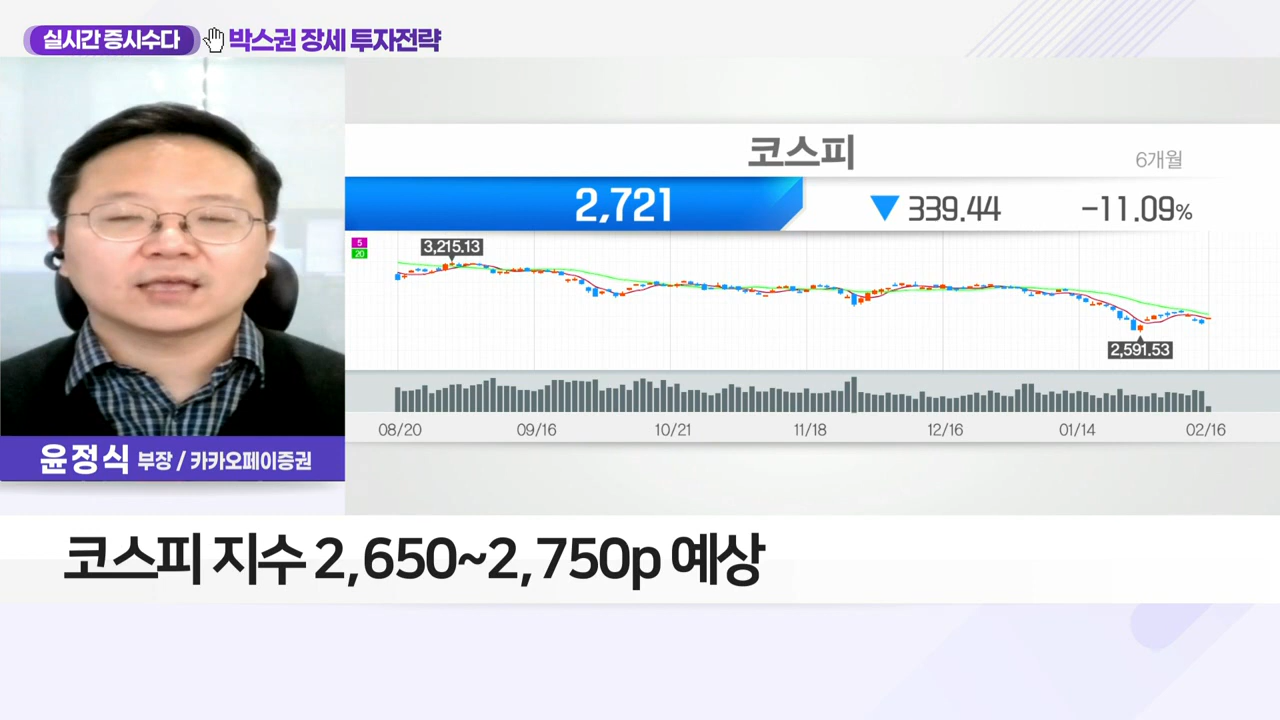 실시간 증시수다 박스권 장세 투자전략
코스피
6개월
2,721 ▼ 339.44 -11.09%
5
20
3,215.13
2,591.53
08/20 09/16 10/21 11/18 12/16 01/14 02/16
윤정식 부장 / 카카오페이증권
코스피 지수 2,650~2,750p 예상